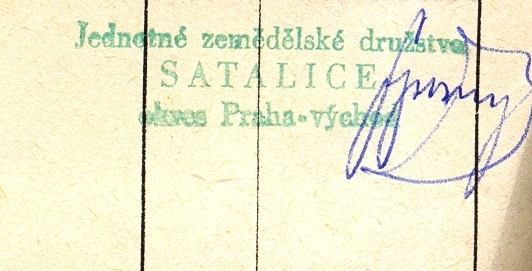 Jednotné zemědělské družstvo
SATALICE
okres Praha-východ